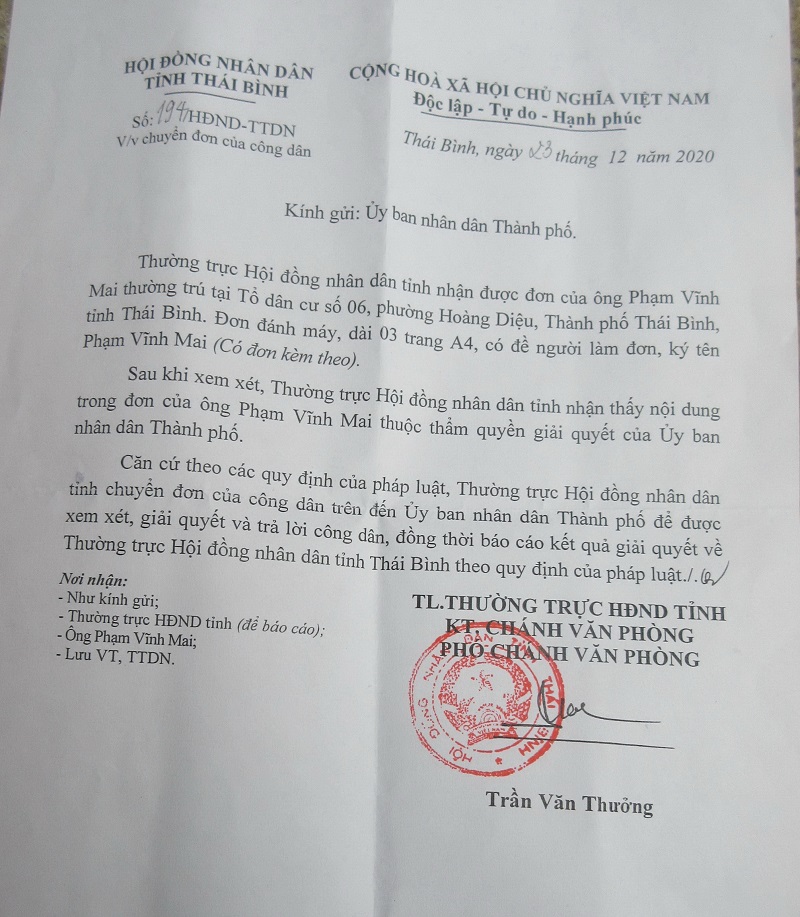 HỘI ĐỒNG NHÂN DÂN
TỈNH THÁI BÌNH
Số: 194/HĐND-TTDN
V/v chuyển đơn của công dân
CỘNG HOÀ XÃ HỘI CHỦ NGHĨA VIỆT NAM
Độc lập - Tự do - Hạnh phúc
Thái Bình, ngày 23 tháng 12 năm 2020
Kính gửi: Ủy ban nhân dân Thành phố.
Thường trực Hội đồng nhân dân tỉnh nhận được đơn của ông Phạm Vĩnh
Mai thường trú tại Tổ dân cư số 06, phường Hoàng Diệu, Thành phố Thái Bình,
tỉnh Thái Bình. Đơn đánh máy, dài 03 trang A4, có đề người làm đơn, ký tên
Phạm Vĩnh Mai (Có đơn kèm theo).
Sau khi xem xét, Thường trực Hội đồng nhân dân tỉnh nhận thấy nội dung
trong đơn của ông Phạm Vĩnh Mai thuộc thẩm quyền giải quyết của Ủy ban
nhân dân Thành phố.
Căn cứ theo các quy định của pháp luật, Thường trực Hội đồng nhân dân
tỉnh chuyển đơn của công dân trên đến Ủy ban nhân dân Thành phố để được
xem xét, giải quyết và trả lời công dân, đồng thời báo cáo kết quả giải quyết về
Thường trực Hội đồng nhân dân tỉnh Thái Bình theo quy định của pháp luật./.
Nơi nhận:
- Như kính gửi;
- Thường trực HĐND tỉnh (để báo cáo);
- Ông Phạm Vĩnh Mai;
- Lưu VT, TTDN.
TL.THƯỜNG TRỰC HĐND TỈNH
KT. CHÁNH VĂN PHÒNG
PHÓ CHÁNH VĂN PHÒNG
HỘI ĐỒNG NHÂN DÂN TỈNH THÁI BÌNH
Trần Văn Thưởng